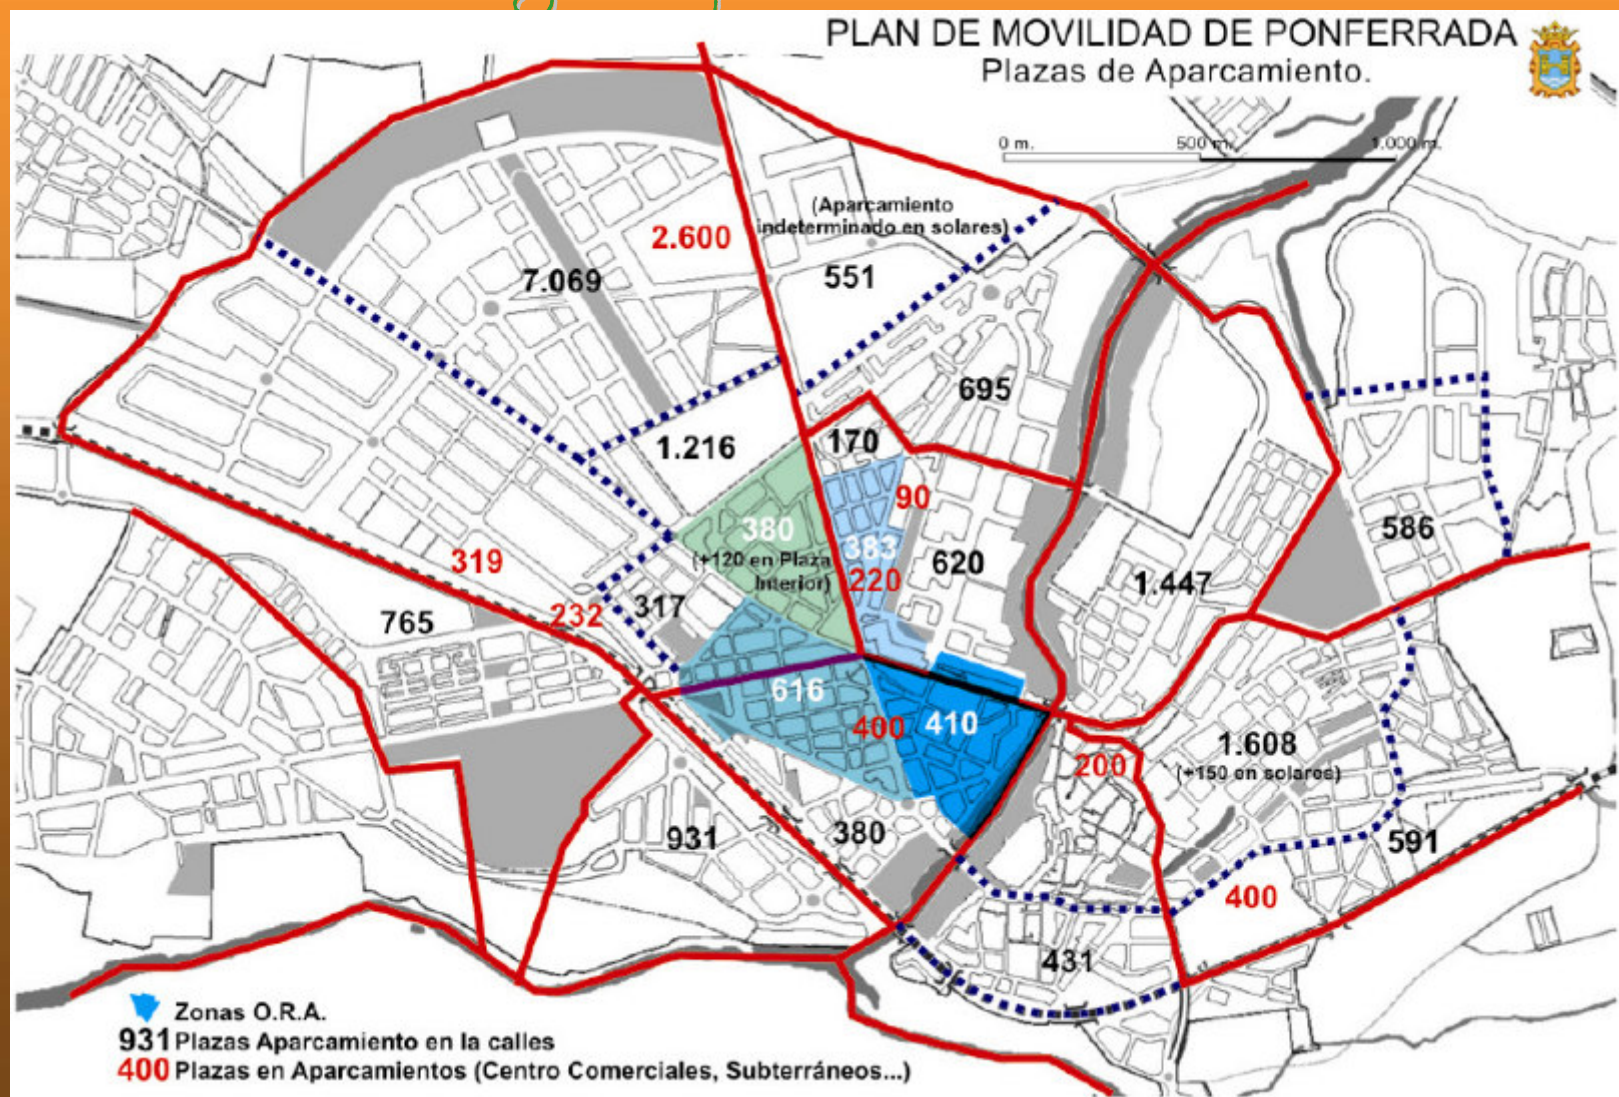 PLAN DE MOVILIDAD DE PONFERRADA
Plazas de Aparcamiento.
0 m.
500 m.
1.000 m.
(Aparcamiento
indeterminado en solares)
2.600
551
7.069
695
1.216
170
90
380
(+120 en Plaza
Interior)
383
220
620
586
1.447
319
232
317
765
616
400
410
1.608
(+150 en solares)
200
931
380
591
400
431
Zonas O.R.A.
931 Plazas Aparcamiento en la calles
400 Plazas en Aparcamientos (Centro Comerciales, Subterráneos...)